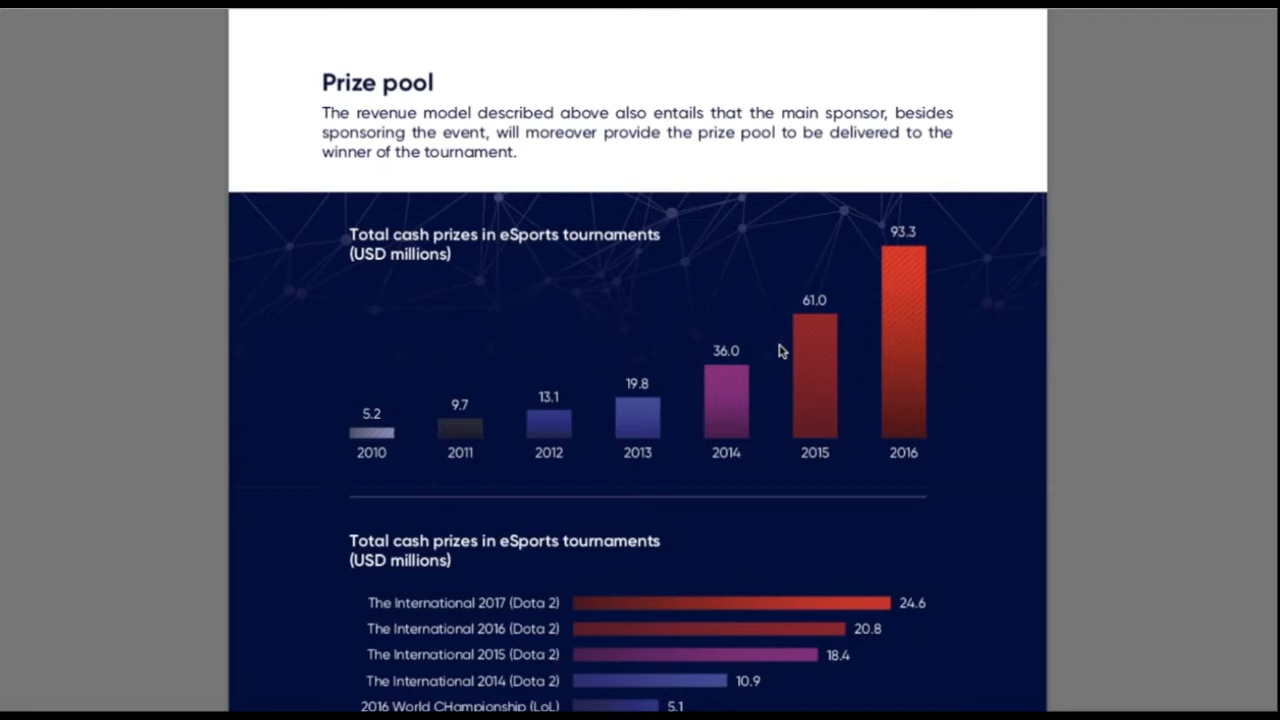 Prize pool
The revenue model described above also entails that the main sponsor, besides
sponsoring the event, will moreover provide the prize pool to be delivered to the
winner of the tournament.
Total cash prizes in eSports tournaments
(USD millions)
93.3
61.0
36.0
19.8
13.1
9.7
5.2
2010 2011 2012 2013 2014 2015 2016
Total cash prizes in eSports tournaments
(USD millions)
The International 2017 (Dota 2) 24.6
The International 2016 (Dota 2) 20.8
The International 2015 (Dota 2) 18.4
The International 2014 (Dota 2) 10.9
2016 World CHampionship (LoL) 5.1